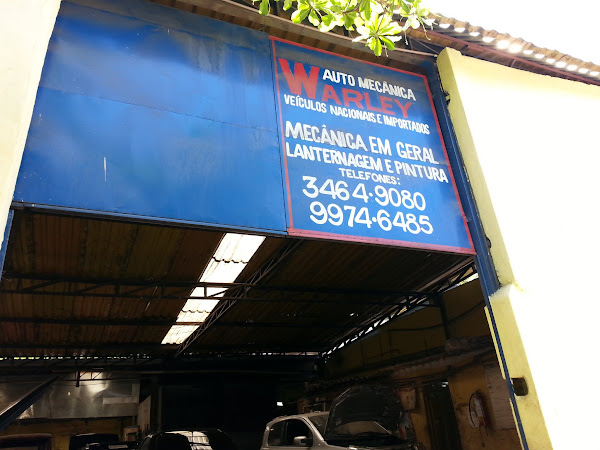 AUTO MECÂNICA
WARLEY
VEÍCULOS NACIONAIS E IMPORTADOS
MECÂNICA EM GERAL
LANTERNAGEM E PINTURA
TELEFONES:
3464-9080
9974-6485